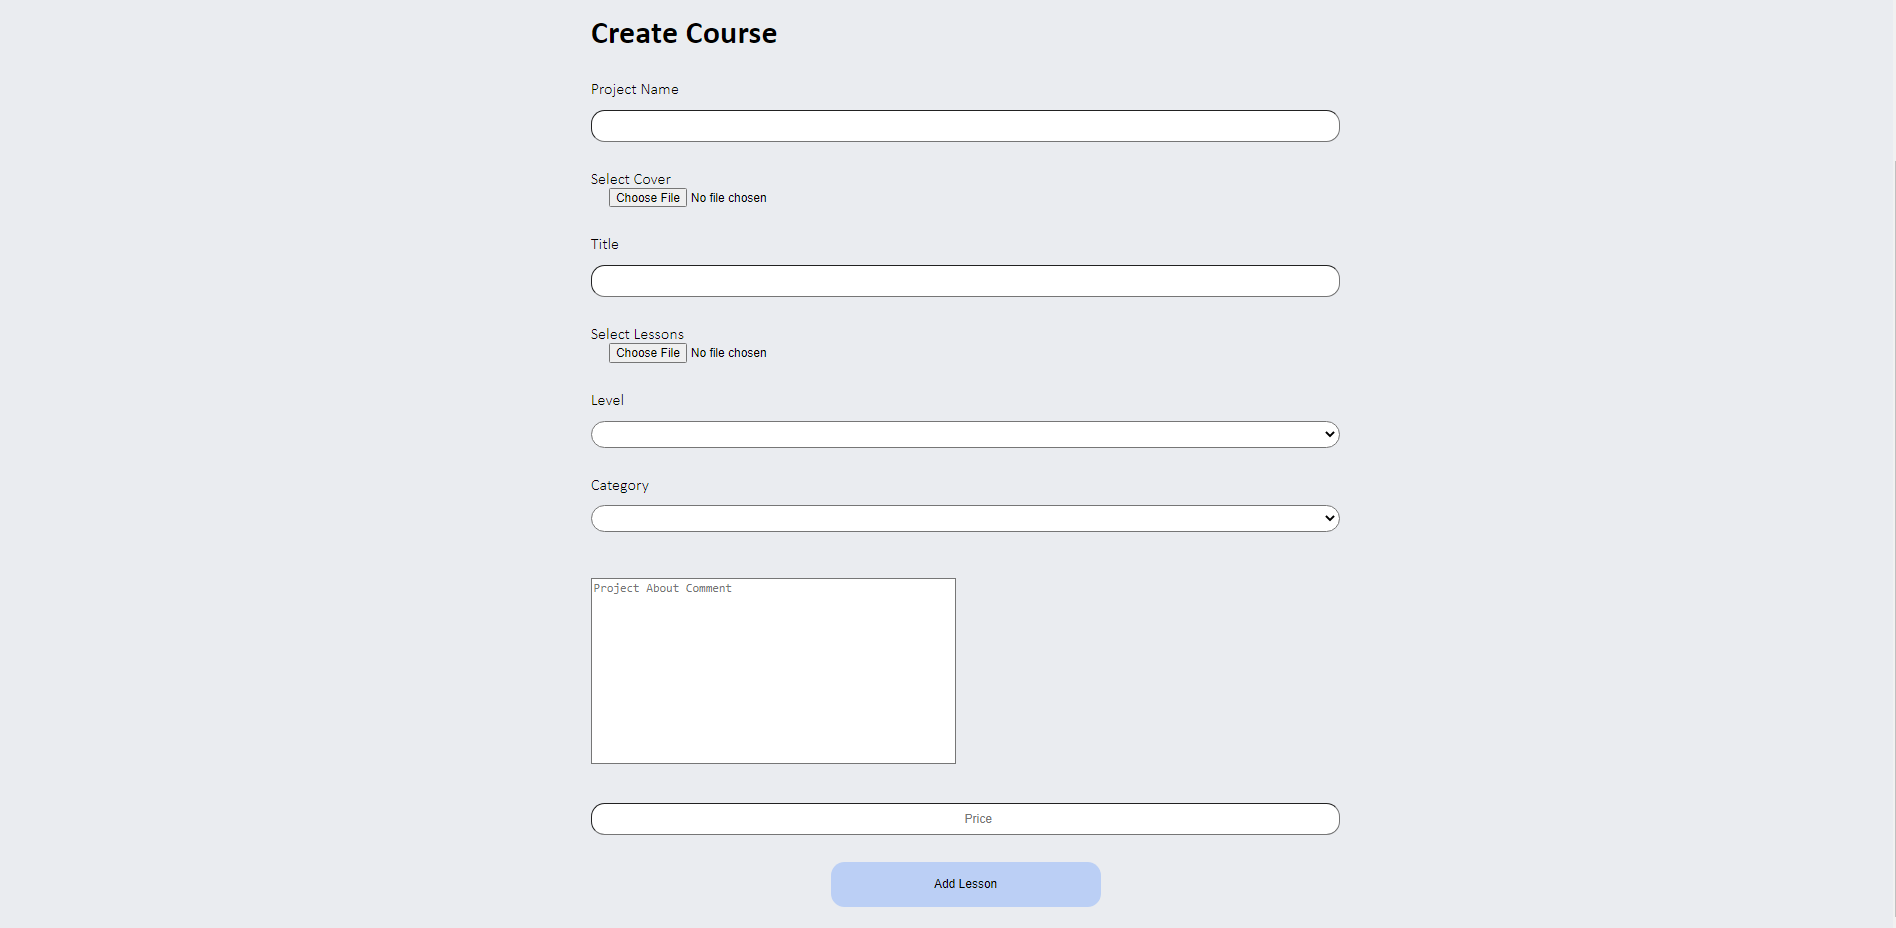 Create Course
Project Name
Select Cover
Choose File No file chosen
Title
Select Lessons
Choose File No file chosen
Level
Category
Project About Comment
Price
Add Lesson